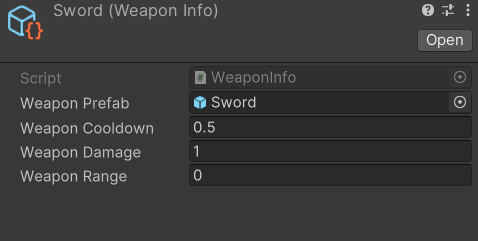 Sword (Weapon Info)
Open
Script WeaponInfo
Weapon Prefab Sword
Weapon Cooldown 0.5
Weapon Damage 1
Weapon Range 0